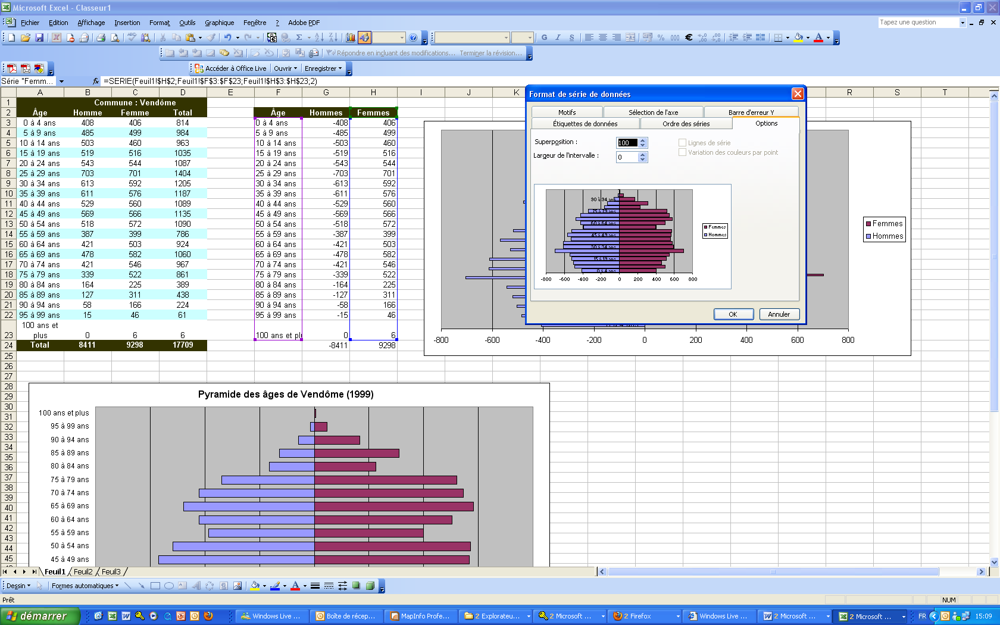 Microsoft Excel - Classeur1
Fichier Edition Affichage Insertion Format Outils Graphique Fenêtre ? Adobe PDF
Tapez une question
G I S
% 000 €
Répondre en incluant des modifications... Terminer la révision...
Accéder à Office Live Ouvrir Enregistrer
Série "Femm... fx =SERIE(Feuil1!$H$2;Feuil1!$F$3:$F$23;Feuil1!$H$3:$H$23;2)
A B C D E F G H I J K R S T
1 Commune : Vendôme
2 Âge Homme Femme Total Âge Hommes Femmes
3 0 à 4 ans 408 406 814 0 à 4 ans -408 406
4 5 à 9 ans 485 499 984 5 à 9 ans -485 499
5 10 à 14 ans 503 460 963 10 à 14 ans -503 460
6 15 à 19 ans 519 516 1035 15 à 19 ans -519 516
7 20 à 24 ans 543 544 1087 20 à 24 ans -543 544
8 25 à 29 ans 703 701 1404 25 à 29 ans -703 701
9 30 à 34 ans 613 592 1205 30 à 34 ans -613 592
10 35 à 39 ans 611 576 1187 35 à 39 ans -611 576
11 40 à 44 ans 529 560 1089 40 à 44 ans -529 560
12 45 à 49 ans 569 566 1135 45 à 49 ans -569 566
13 50 à 54 ans 518 572 1090 50 à 54 ans -518 572
14 55 à 59 ans 387 399 786 55 à 59 ans -387 399
15 60 à 64 ans 421 503 924 60 à 64 ans -421 503
16 65 à 69 ans 478 582 1060 65 à 69 ans -478 582
17 70 à 74 ans 421 546 967 70 à 74 ans -421 546
18 75 à 79 ans 339 522 861 75 à 79 ans -339 522
19 80 à 84 ans 164 225 389 80 à 84 ans -164 225
20 85 à 89 ans 127 311 438 85 à 89 ans -127 311
21 90 à 94 ans 58 166 224 90 à 94 ans -58 166
22 95 à 99 ans 15 46 61 95 à 99 ans -15 46
100 ans et
23 plus 0 6 6 100 ans et plu 0 6
24 Total 8411 9298 17709 -8411 9298
25
26
27
28
29
30
31
32
33
34
35
36
37
38
39
40
41
42
43
44
45
Format de série de données
Motifs Sélection de l'axe Barre d'erreur Y
Étiquettes de données Ordre des séries Options
Superposition : 100 Lignes de série
Variation des couleurs par point
Largeur de l'intervalle : 0
90 à 94 ans
75 à 79 ans
60 à 64 ans
45 à 49 ans
30 à 34 ans
15 à 19 ans
0 à 4 ans
-800 -600 -400 -200 0 200 400 600 800
Femmes
Hommes
OK Annuler
Femmes
Hommes
-800 -600 -400 -200 0 200 400 600 800
Pyramide des âges de Vendôme (1999)
100 ans et plus
95 à 99 ans
90 à 94 ans
85 à 89 ans
80 à 84 ans
75 à 79 ans
70 à 74 ans
65 à 69 ans
60 à 64 ans
55 à 59 ans
50 à 54 ans
45 à 49 ans
Feuil1 Feuil2 Feuil3
Dessin Formes automatiques
Prêt NUM
démarrer Windows Live ... Boîte de récep... MapInfo Profe... 2 Explorateu... 2 Microsoft ... 2 Firefox Windows Live ... 2 Microsoft ... 2 Microsoft ... FR 15:09